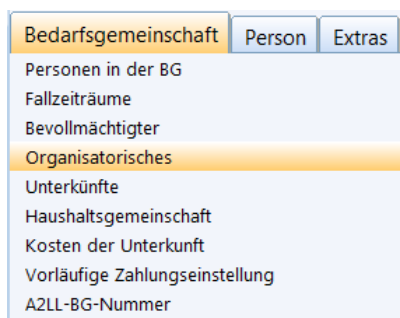 Bedarfsgemeinschaft Person Extras
Personen in der BG
Fallzeiträume
Bevollmächtigter
Organisatorisches
Unterkünfte
Haushaltsgemeinschaft
Kosten der Unterkunft
Vorläufige Zahlungseinstellung
A2LL-BG-Nummer